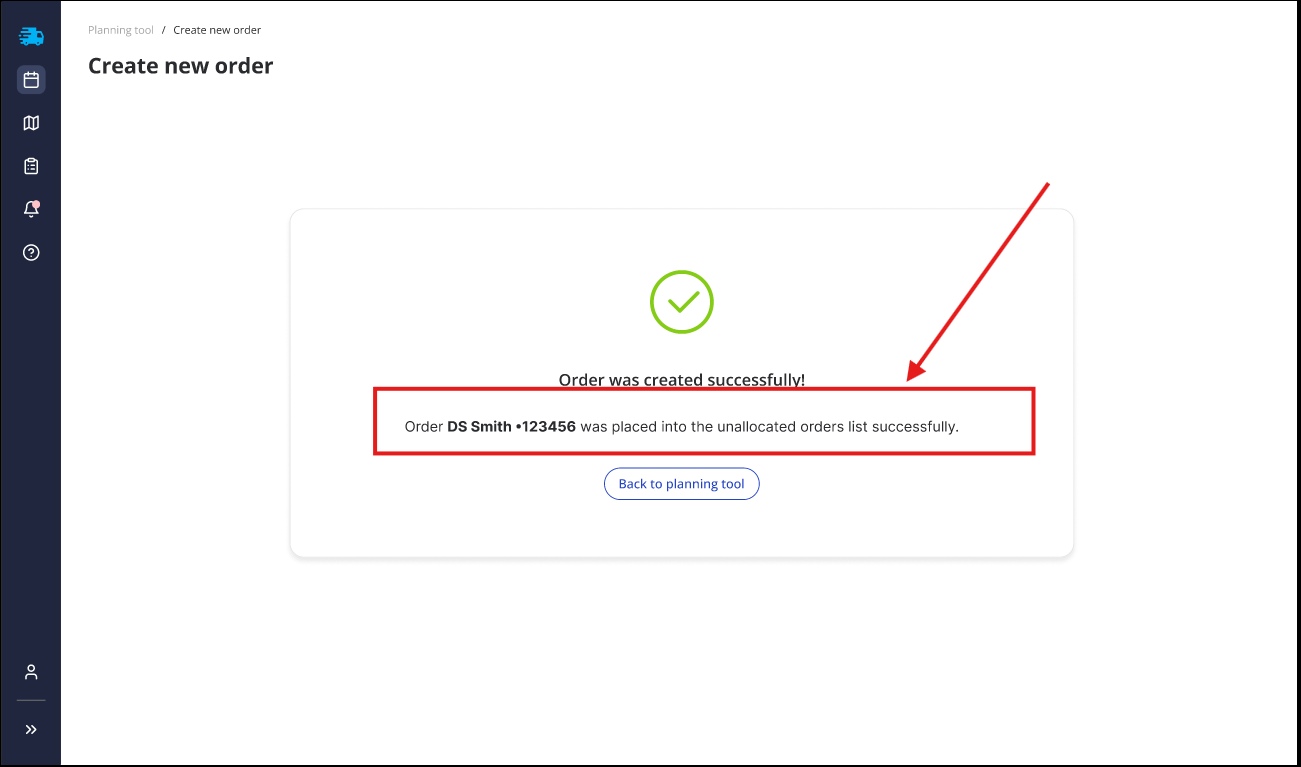 Planning tool / Create new order
Create new order
Order was created successfully!
Order DS Smith •123456 was placed into the unallocated orders list successfully.
Back to planning tool